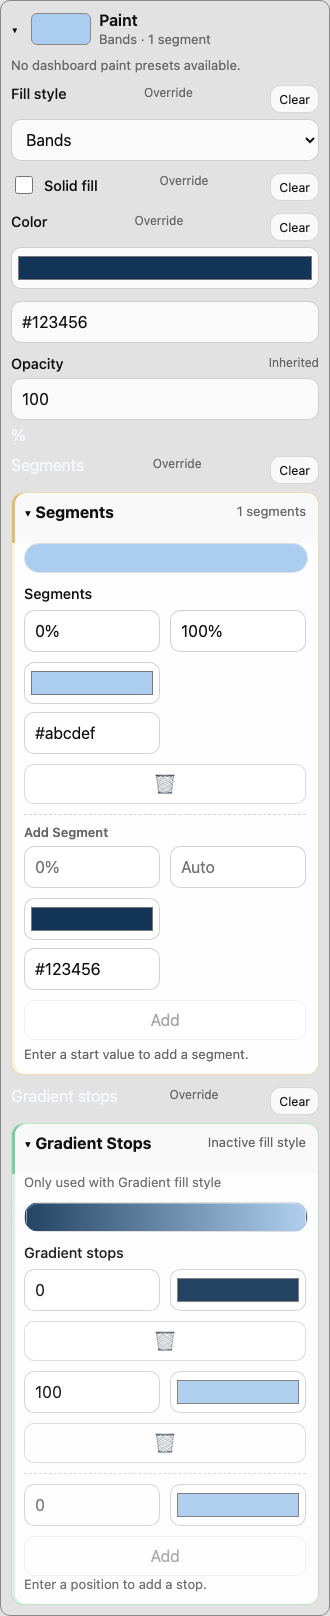 Paint
Bands · 1 segment
No dashboard paint presets available.
Fill style Override Clear
Bands
Solid fill Override Clear
Color Override Clear
#123456
Opacity Inherited
100
%
Segments Override Clear
Segments 1 segments
Segments
0% 100%
#abcdef
Add Segment
0% Auto
#123456
Add
Enter a start value to add a segment.
Gradient stops Override Clear
Gradient Stops Inactive fill style
Only used with Gradient fill style
Gradient stops
0
100
0
Add
Enter a position to add a stop.